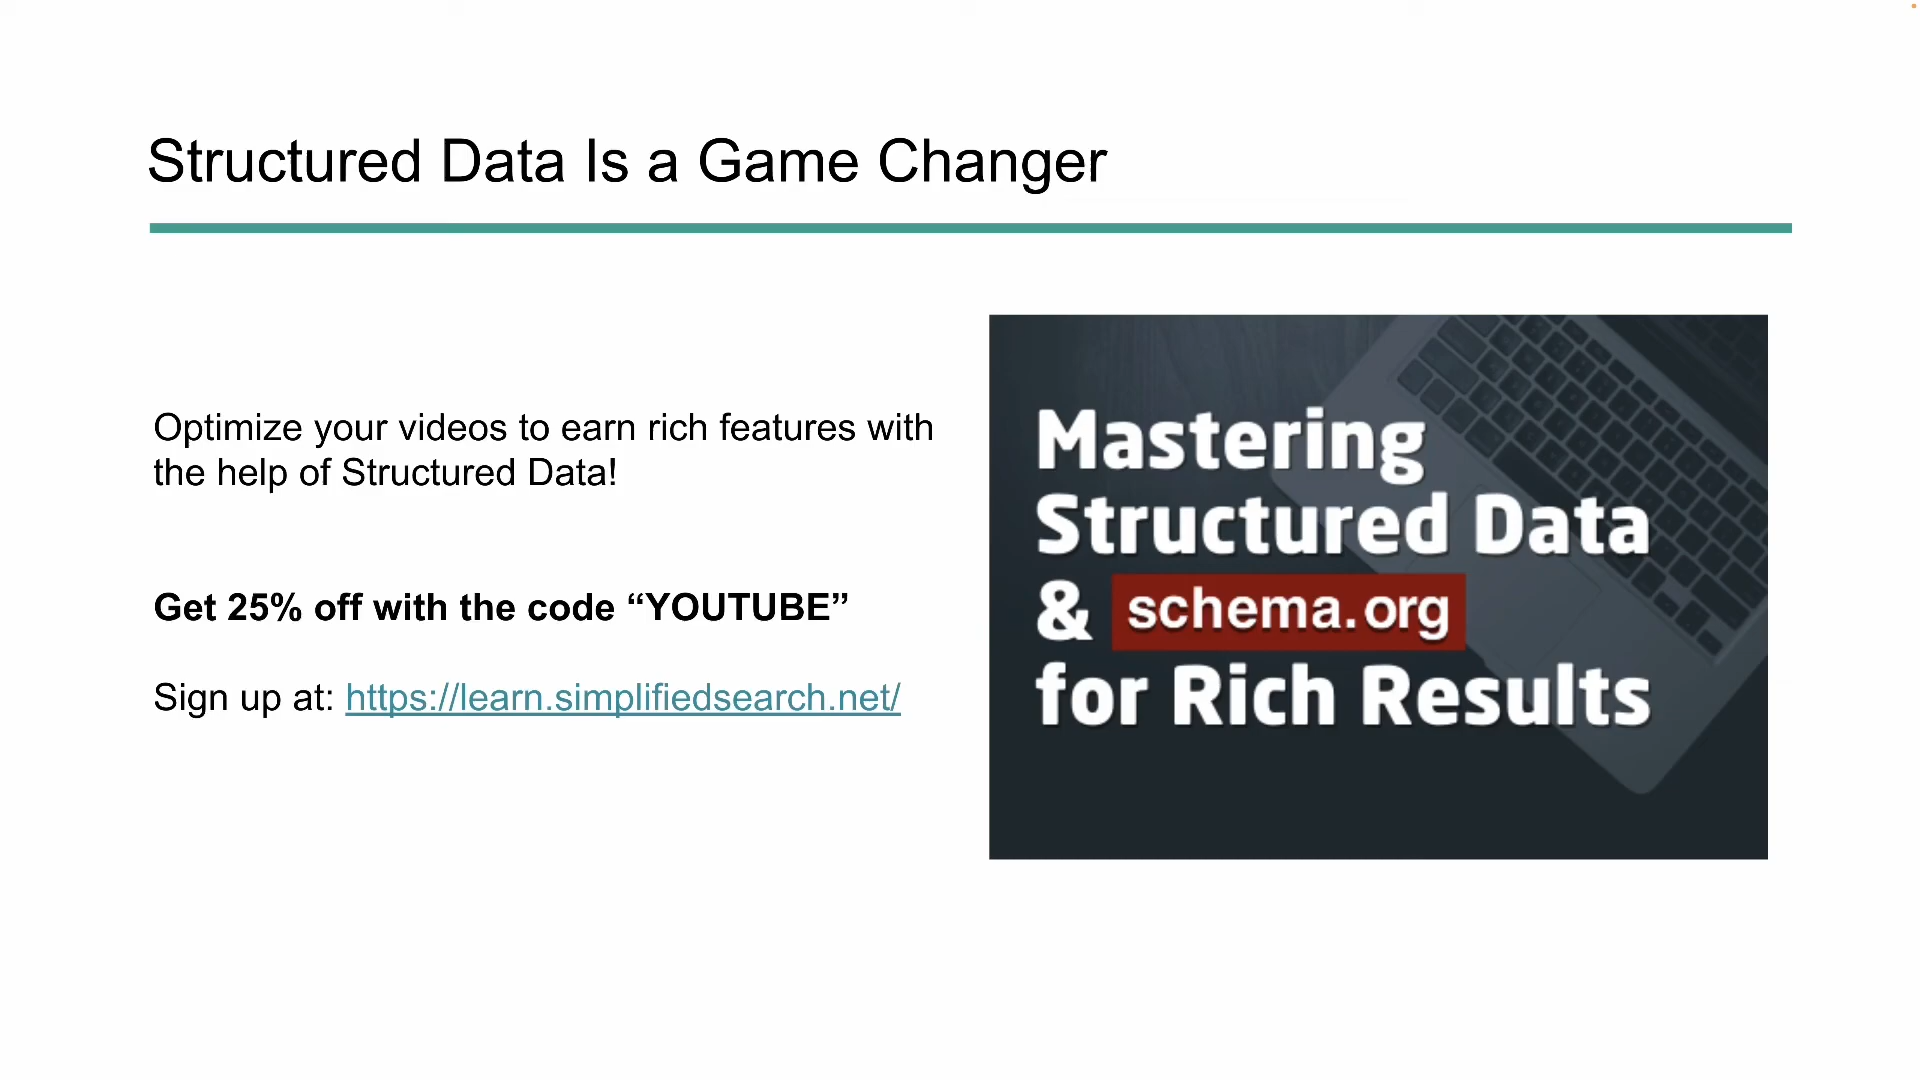 Structured Data Is a Game Changer
Optimize your videos to earn rich features with
the help of Structured Data!
Get 25% off with the code “YOUTUBE”
Sign up at: https://learn.simplifiedsearch.net/
Mastering
Structured Data
& schema.org
for Rich Results